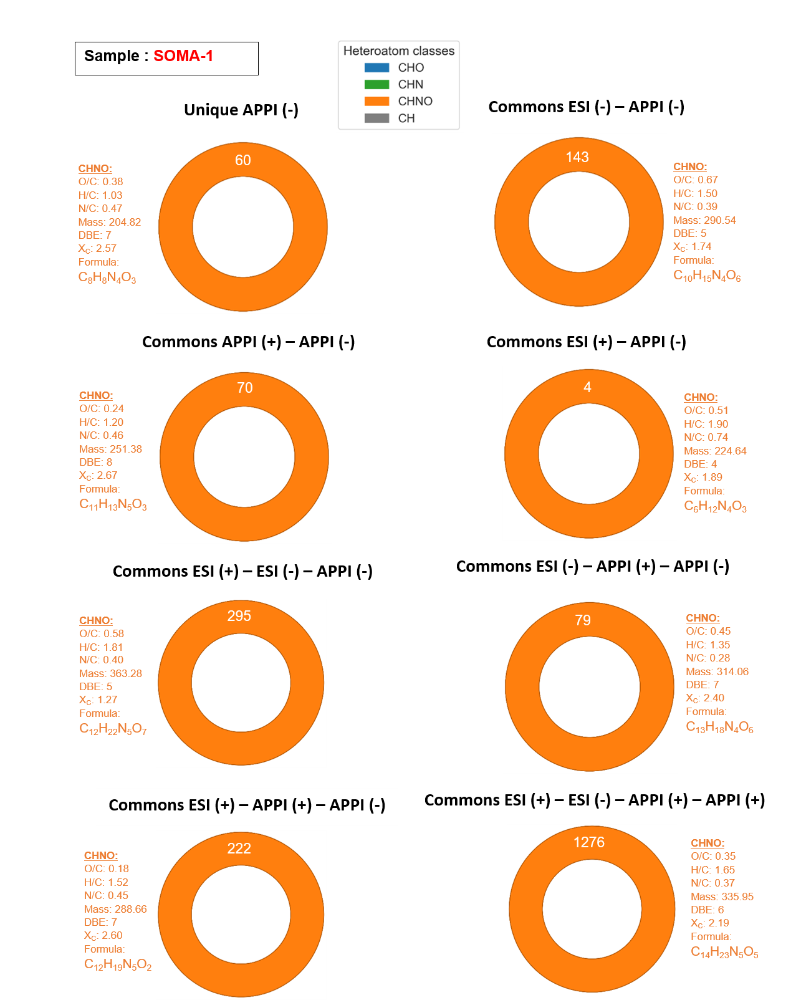 Sample : SOMA-1
Heteroatom classes
CHO
CHN
CHNO
CH
Unique APPI (-)
60
CHNO:
O/C: 0.38
H/C: 1.03
N/C: 0.47
Mass: 204.82
DBE: 7
X_C: 2.57
Formula:
C₈H₈N₄O₃
Commons ESI (-) – APPI (-)
143
CHNO:
O/C: 0.67
H/C: 1.50
N/C: 0.39
Mass: 290.54
DBE: 5
X_C: 1.74
Formula:
C₁₀H₁₅N₄O₆
Commons APPI (+) – APPI (-)
70
CHNO:
O/C: 0.24
H/C: 1.20
N/C: 0.46
Mass: 251.38
DBE: 8
X_C: 2.67
Formula:
C₁₁H₁₃N₅O₃
Commons ESI (+) – APPI (-)
4
CHNO:
O/C: 0.51
H/C: 1.90
N/C: 0.74
Mass: 224.64
DBE: 4
X_C: 1.89
Formula:
C₆H₁₂N₄O₃
Commons ESI (+) – ESI (-) – APPI (-)
295
CHNO:
O/C: 0.58
H/C: 1.81
N/C: 0.40
Mass: 363.28
DBE: 5
X_C: 1.27
Formula:
C₁₂H₂₂N₅O₇
Commons ESI (-) – APPI (+) – APPI (-)
79
CHNO:
O/C: 0.45
H/C: 1.35
N/C: 0.28
Mass: 314.06
DBE: 7
X_C: 2.40
Formula:
C₁₃H₁₈N₄O₆
Commons ESI (+) – APPI (+) – APPI (-)
222
CHNO:
O/C: 0.18
H/C: 1.52
N/C: 0.45
Mass: 288.66
DBE: 7
X_C: 2.60
Formula:
C₁₂H₁₉N₅O₂
Commons ESI (+) – ESI (-) – APPI (+) – APPI (+)
1276
CHNO:
O/C: 0.35
H/C: 1.65
N/C: 0.37
Mass: 335.95
DBE: 6
X_C: 2.19
Formula:
C₁₄H₂₃N₅O₅